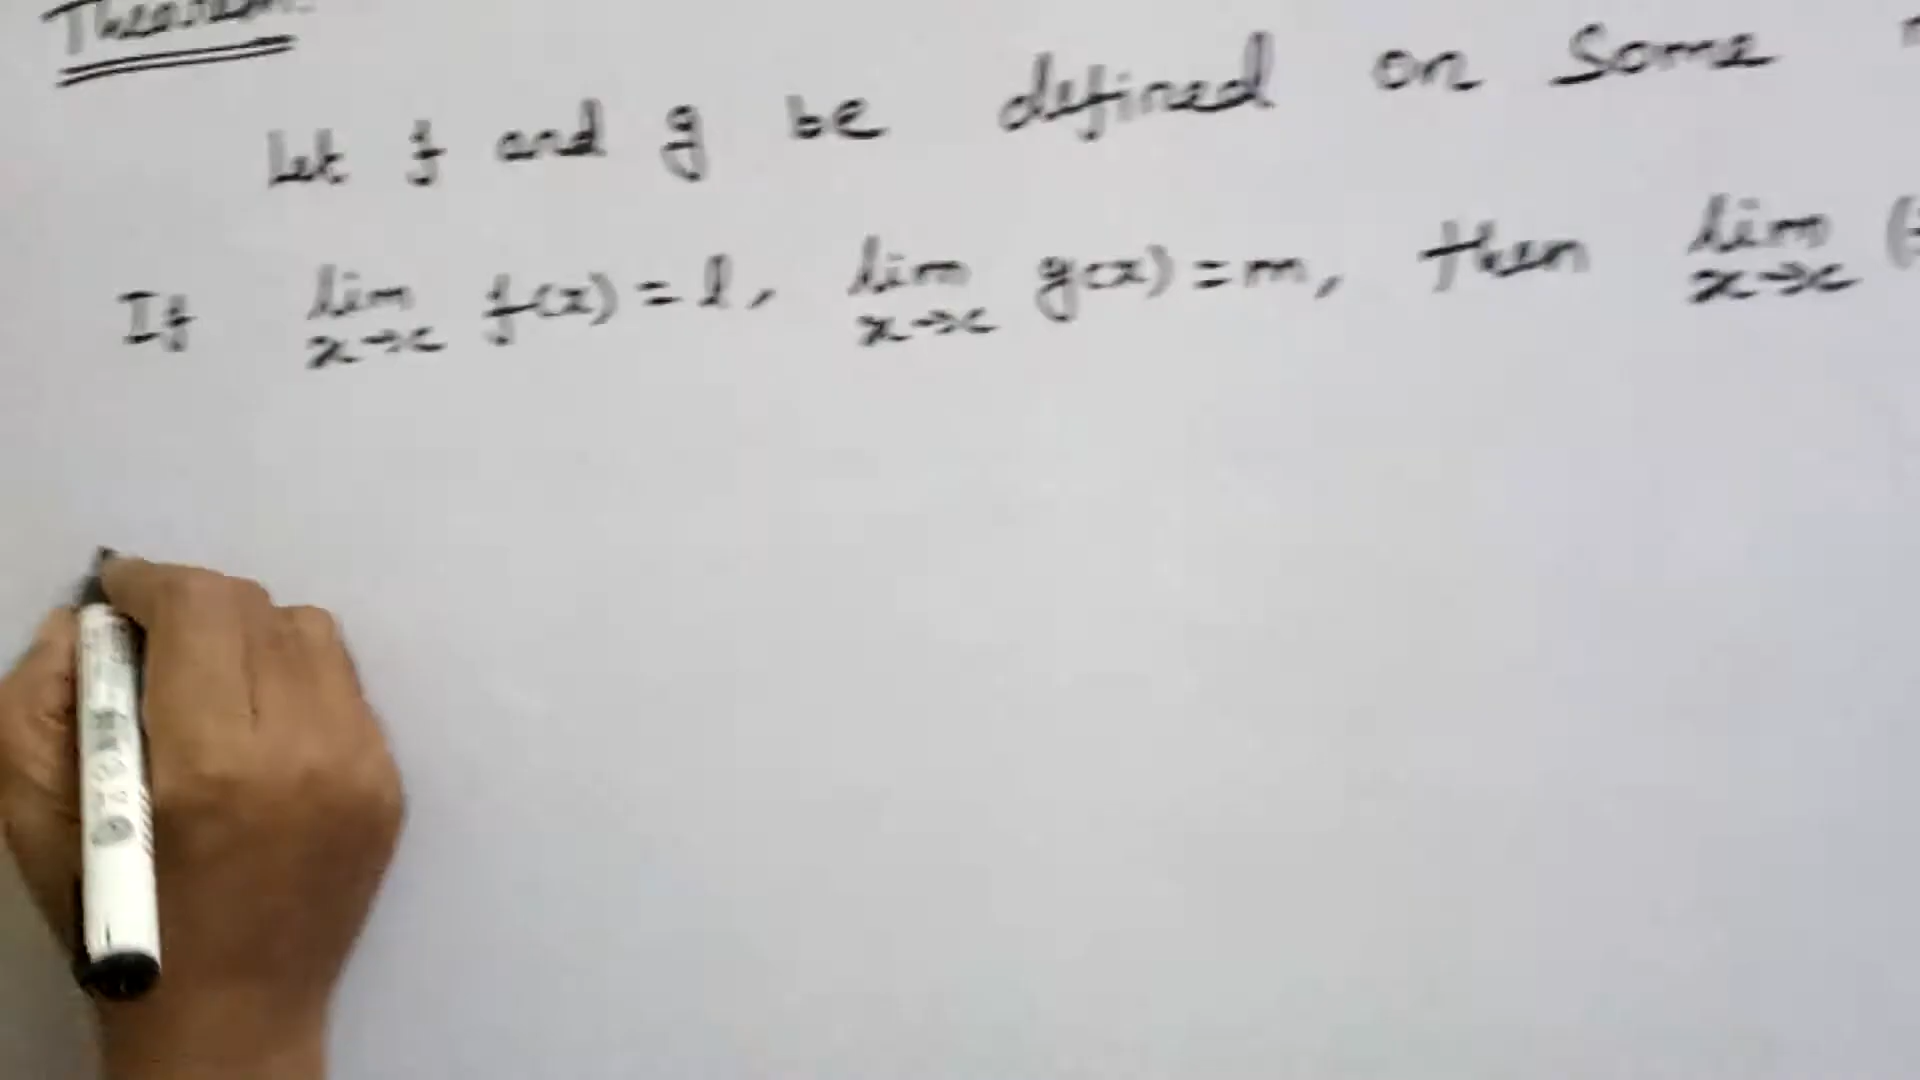 Theorem:
Let f and g be defined on Some
If lim x→c f(x) = l, lim x→c g(x) = m, then lim x→c (